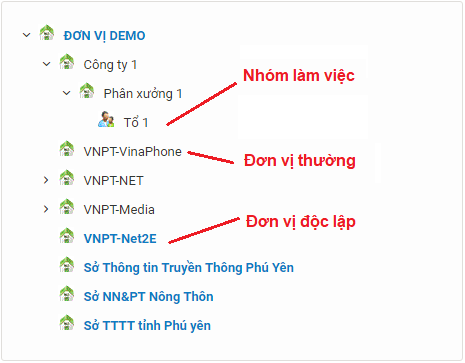 ĐƠN VỊ DEMO
Công ty 1
Nhóm làm việc
Phân xưởng 1
Tổ 1
VNPT-VinaPhone
Đơn vị thường
VNPT-NET
VNPT-Media
Đơn vị độc lập
VNPT-Net2E
Sở Thông tin Truyền Thông Phú Yên
Sở NN&PT Nông Thôn
Sở TTTT tỉnh Phú yên